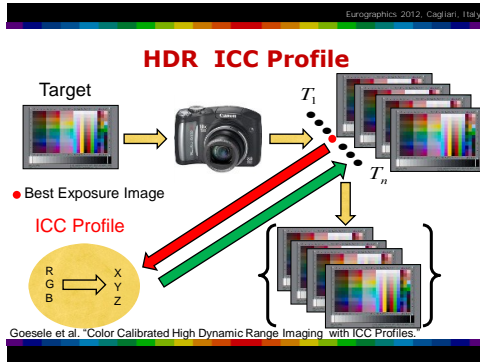 Eurographics 2012, Cagliari, Italy
HDR ICC Profile
Target
Canon
T1
Tn
Best Exposure Image
ICC Profile
R
G
B
X
Y
Z
Goesele et al. "Color Calibrated High Dynamic Range Imaging with ICC Profiles."